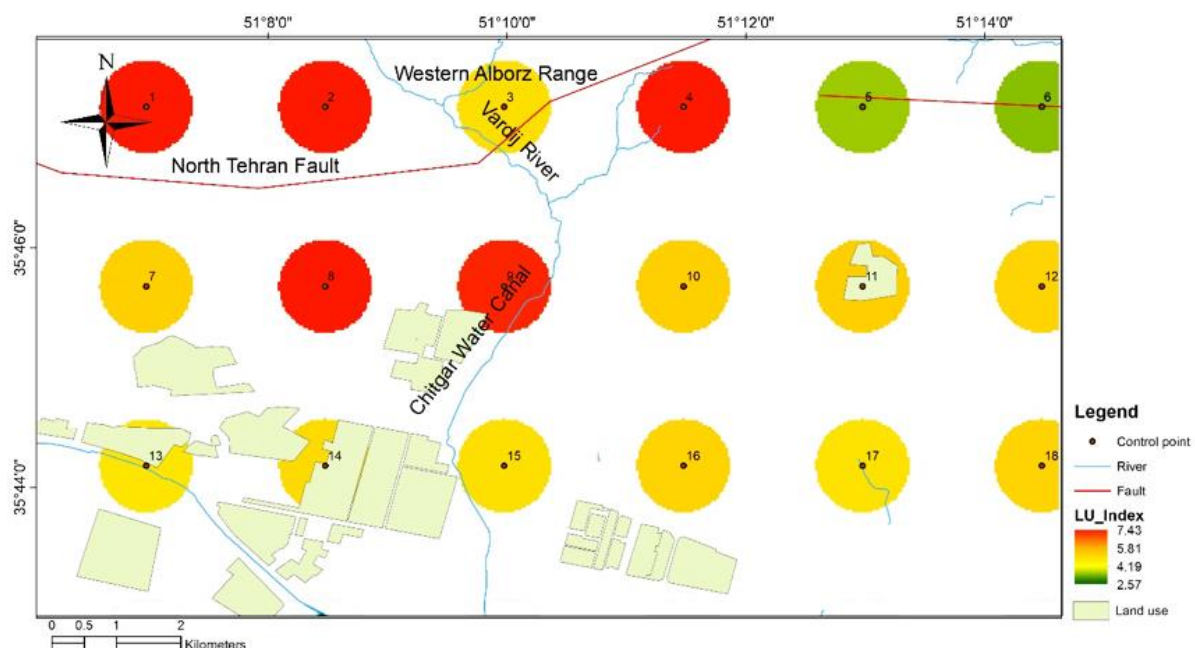 51°8'0" 51°10'0" 51°12'0" 51°14'0"
N
Western Alborz Range
1 2 3 4 5 6
Vardij River
North Tehran Fault
35°46'0"
7 8 9 10 11 12
Chitgar Water Canal
35°44'0"
13 14 15 16 17 18
Legend
Control point
River
Fault
LU_Index
7.43
5.81
4.19
2.57
Land use
0 0.5 1 2
Kilometers